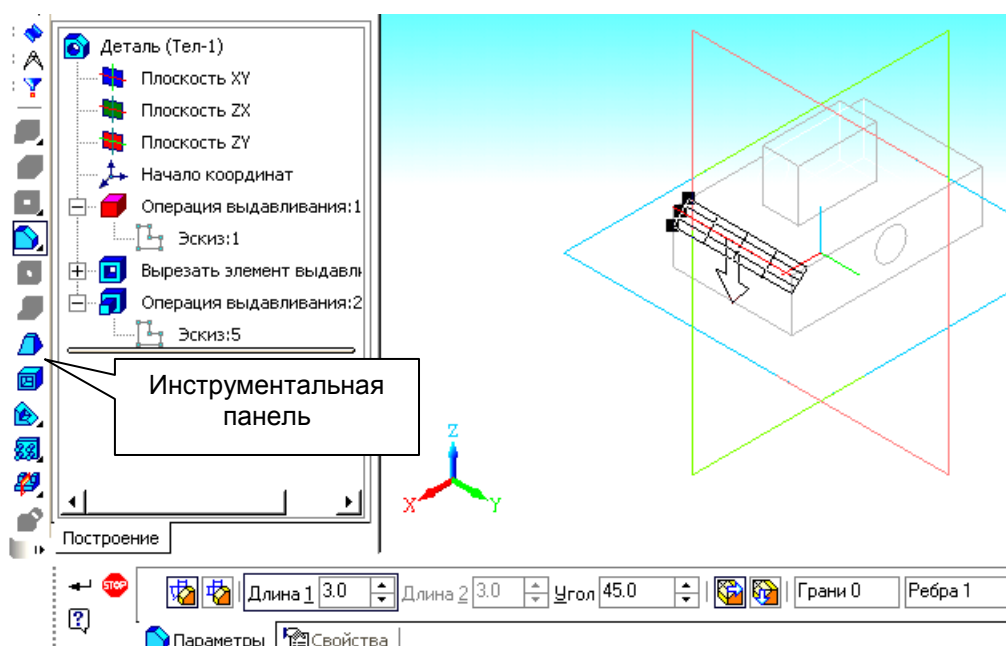 Деталь (Тел-1)
Плоскость XY
Плоскость ZX
Плоскость ZY
Начало координат
Операция выдавливания:1
Эскиз:1
Вырезать элемент выдавли
Операция выдавливания:2
Эскиз:5
Инструментальная
панель
Z
X
Y
Построение
STOP
Длина 1 3.0 Длина 2 3.0 Угол 45.0 Грани 0 Ребра 1
?
Параметры Свойства